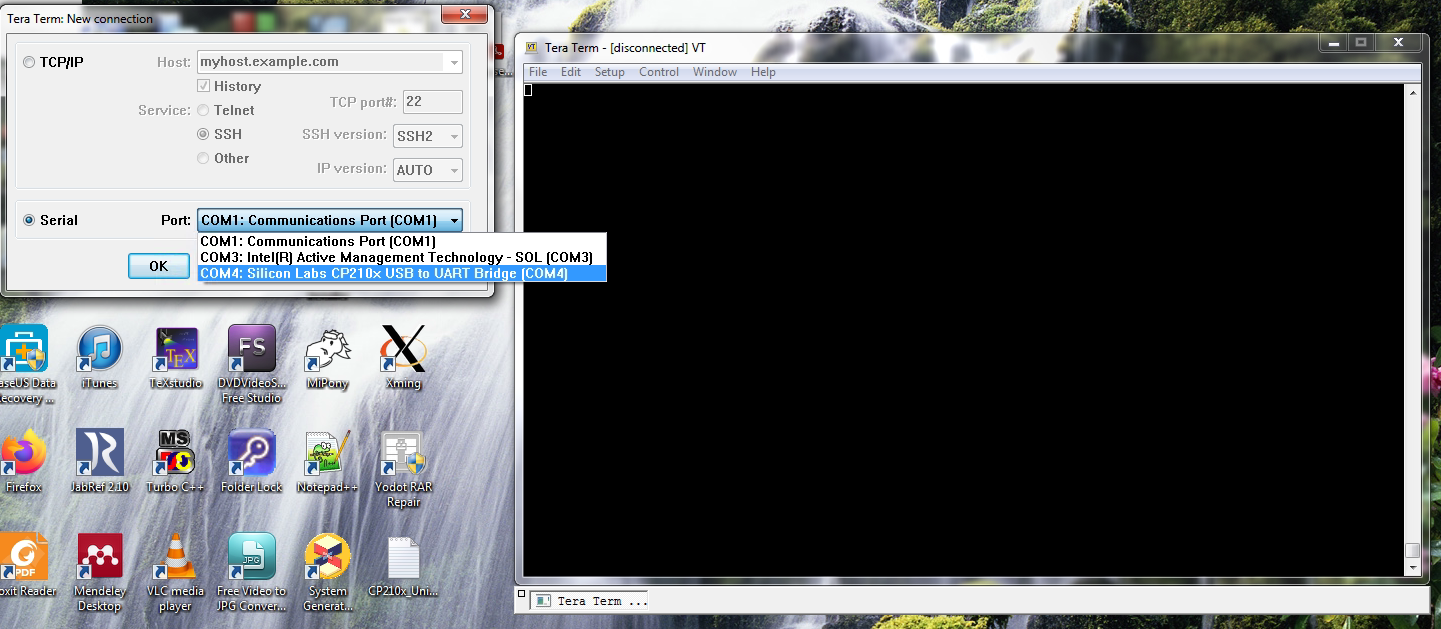 Tera Term: New connection
TCP/IP
Host: myhost.example.com
History
Service: Telnet
TCP port#: 22
SSH
SSH version: SSH2
Other
IP version: AUTO
Serial
Port: COM1: Communications Port (COM1)
COM1: Communications Port (COM1)
COM3: Intel(R) Active Management Technology - SOL (COM3)
COM4: Silicon Labs CP210x USB to UART Bridge (COM4)
OK
Tera Term - [disconnected] VT
File Edit Setup Control Window Help
Tera Term ...
aseUS Data
ecovery ...
iTunes
TEX
TeXstudio
FS
DVDVideoS...
Free Studio
MiPony
Xming
Firefox
JabRef 2.10
MS
Turbo C++
Folder Lock
Notepad++
Yodot RAR
Repair
PDF
oxit Reader
Mendeley
Desktop
VLC media
player
JPG
Free Video to
JPG Conver...
System
Generat...
CP210x_Uni...